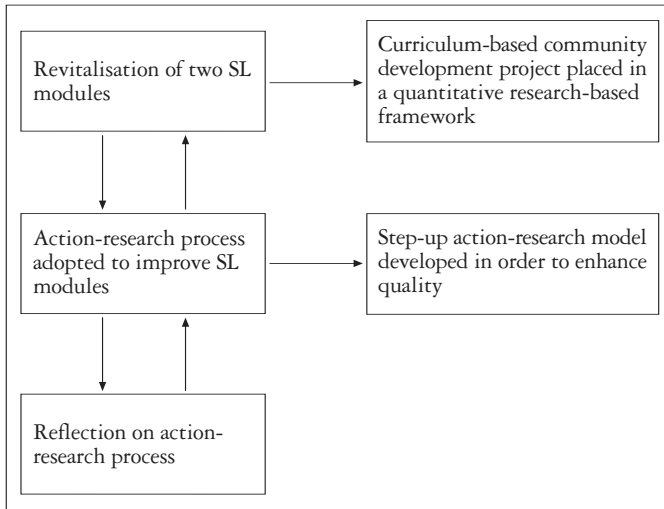 Revitalisation of two SL
modules
Curriculum-based community
development project placed in
a quantitative research-based
framework
Action-research process
adopted to improve SL
modules
Step-up action-research model
developed in order to enhance
quality
Reflection on action-
research process